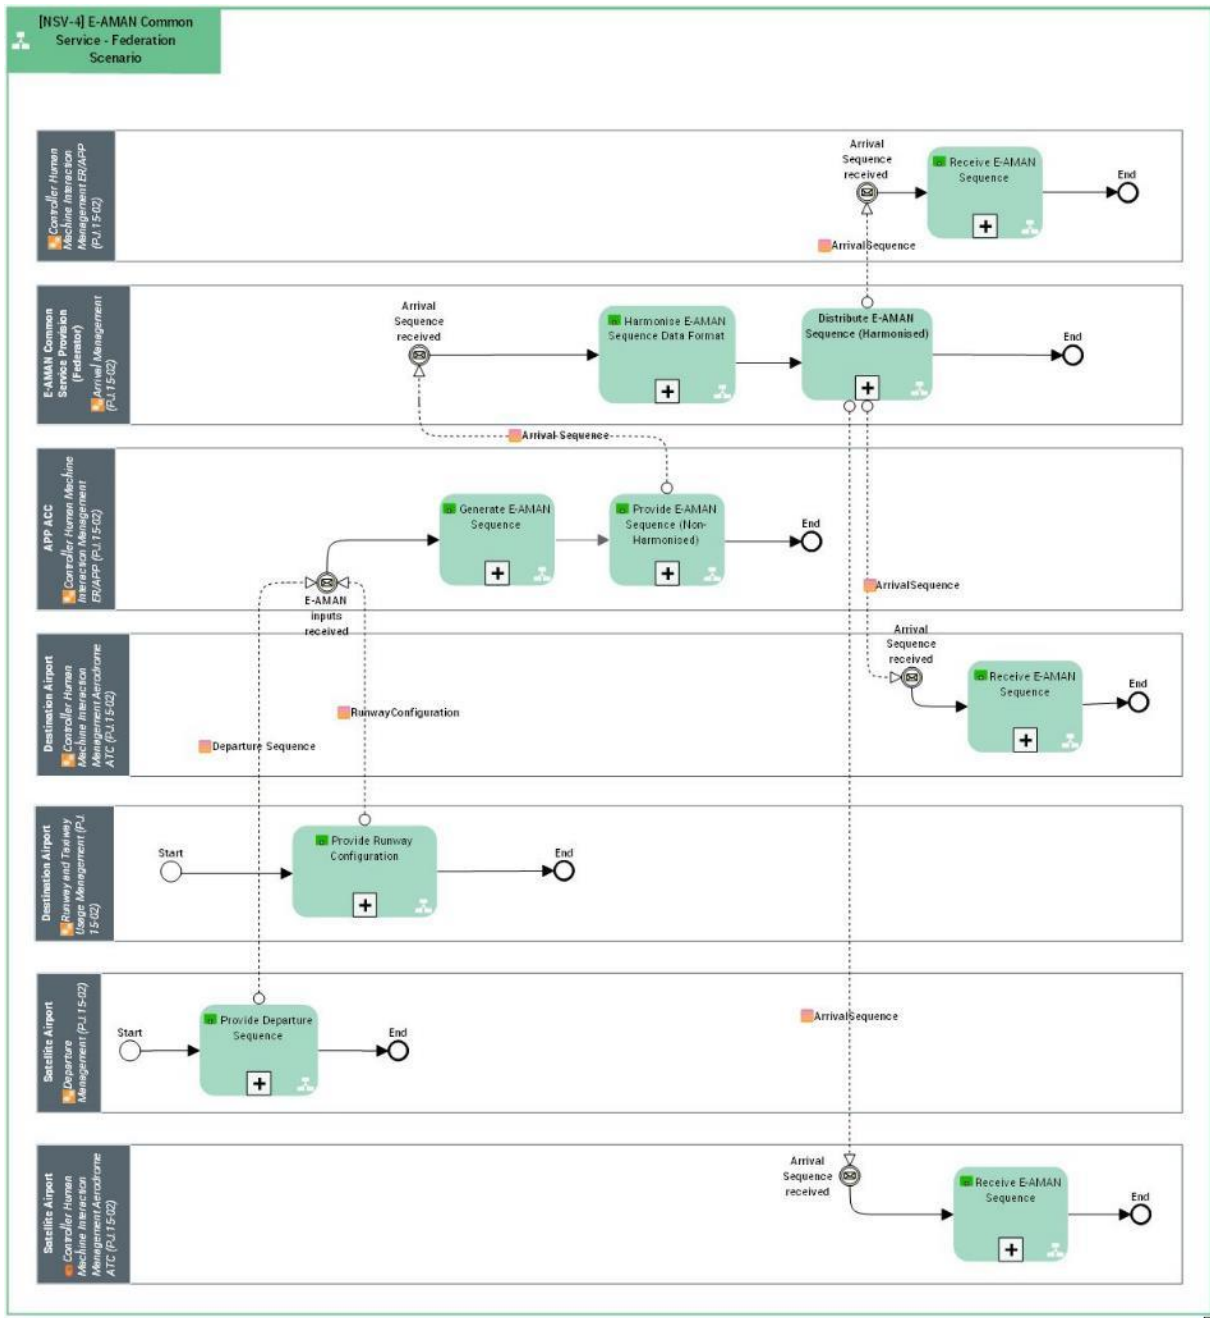 [NSV-4] E-AMAN Common
Service - Federation
Scenario
Controller Human
Machine Interaction
Management ER/APP
(PJ.15-02)
Arrival
Sequence
received
Receive E-AMAN
Sequence
End
ArrivalSequence
E-AMAN Common
Service Provision
(Federator)
Arrival Management
(PJ.15-02)
Arrival
Sequence
received
Harmonise E-AMAN
Sequence Data Format
Distribute E-AMAN
Sequence (Harmonised)
End
Arrival Sequence
APP ACC
Controller Human Machine
Interaction Management
ER/APP (PJ.15-02)
Generate E-AMAN
Sequence
Provide E-AMAN
Sequence (Non-
Harmonised)
End
E-AMAN
inputs
received
ArrivalSequence
Destination Airport
Controller Human
Machine Interaction
Management Aerodrome
ATC (PJ.15-02)
Arrival
Sequence
received
Receive E-AMAN
Sequence
End
RunwayConfiguration
Departure Sequence
Destination Airport
Runway and Taxiway
Usage Management (PJ.
15-02)
Start
Provide Runway
Configuration
End
Satellite Airport
Departure
Management (PJ.15-02)
Start
Provide Departure
Sequence
End
ArrivalSequence
Satellite Airport
Controller Human
Machine Interaction
Management Aerodrome
ATC (PJ.15-02)
Arrival
Sequence
received
Receive E-AMAN
Sequence
End